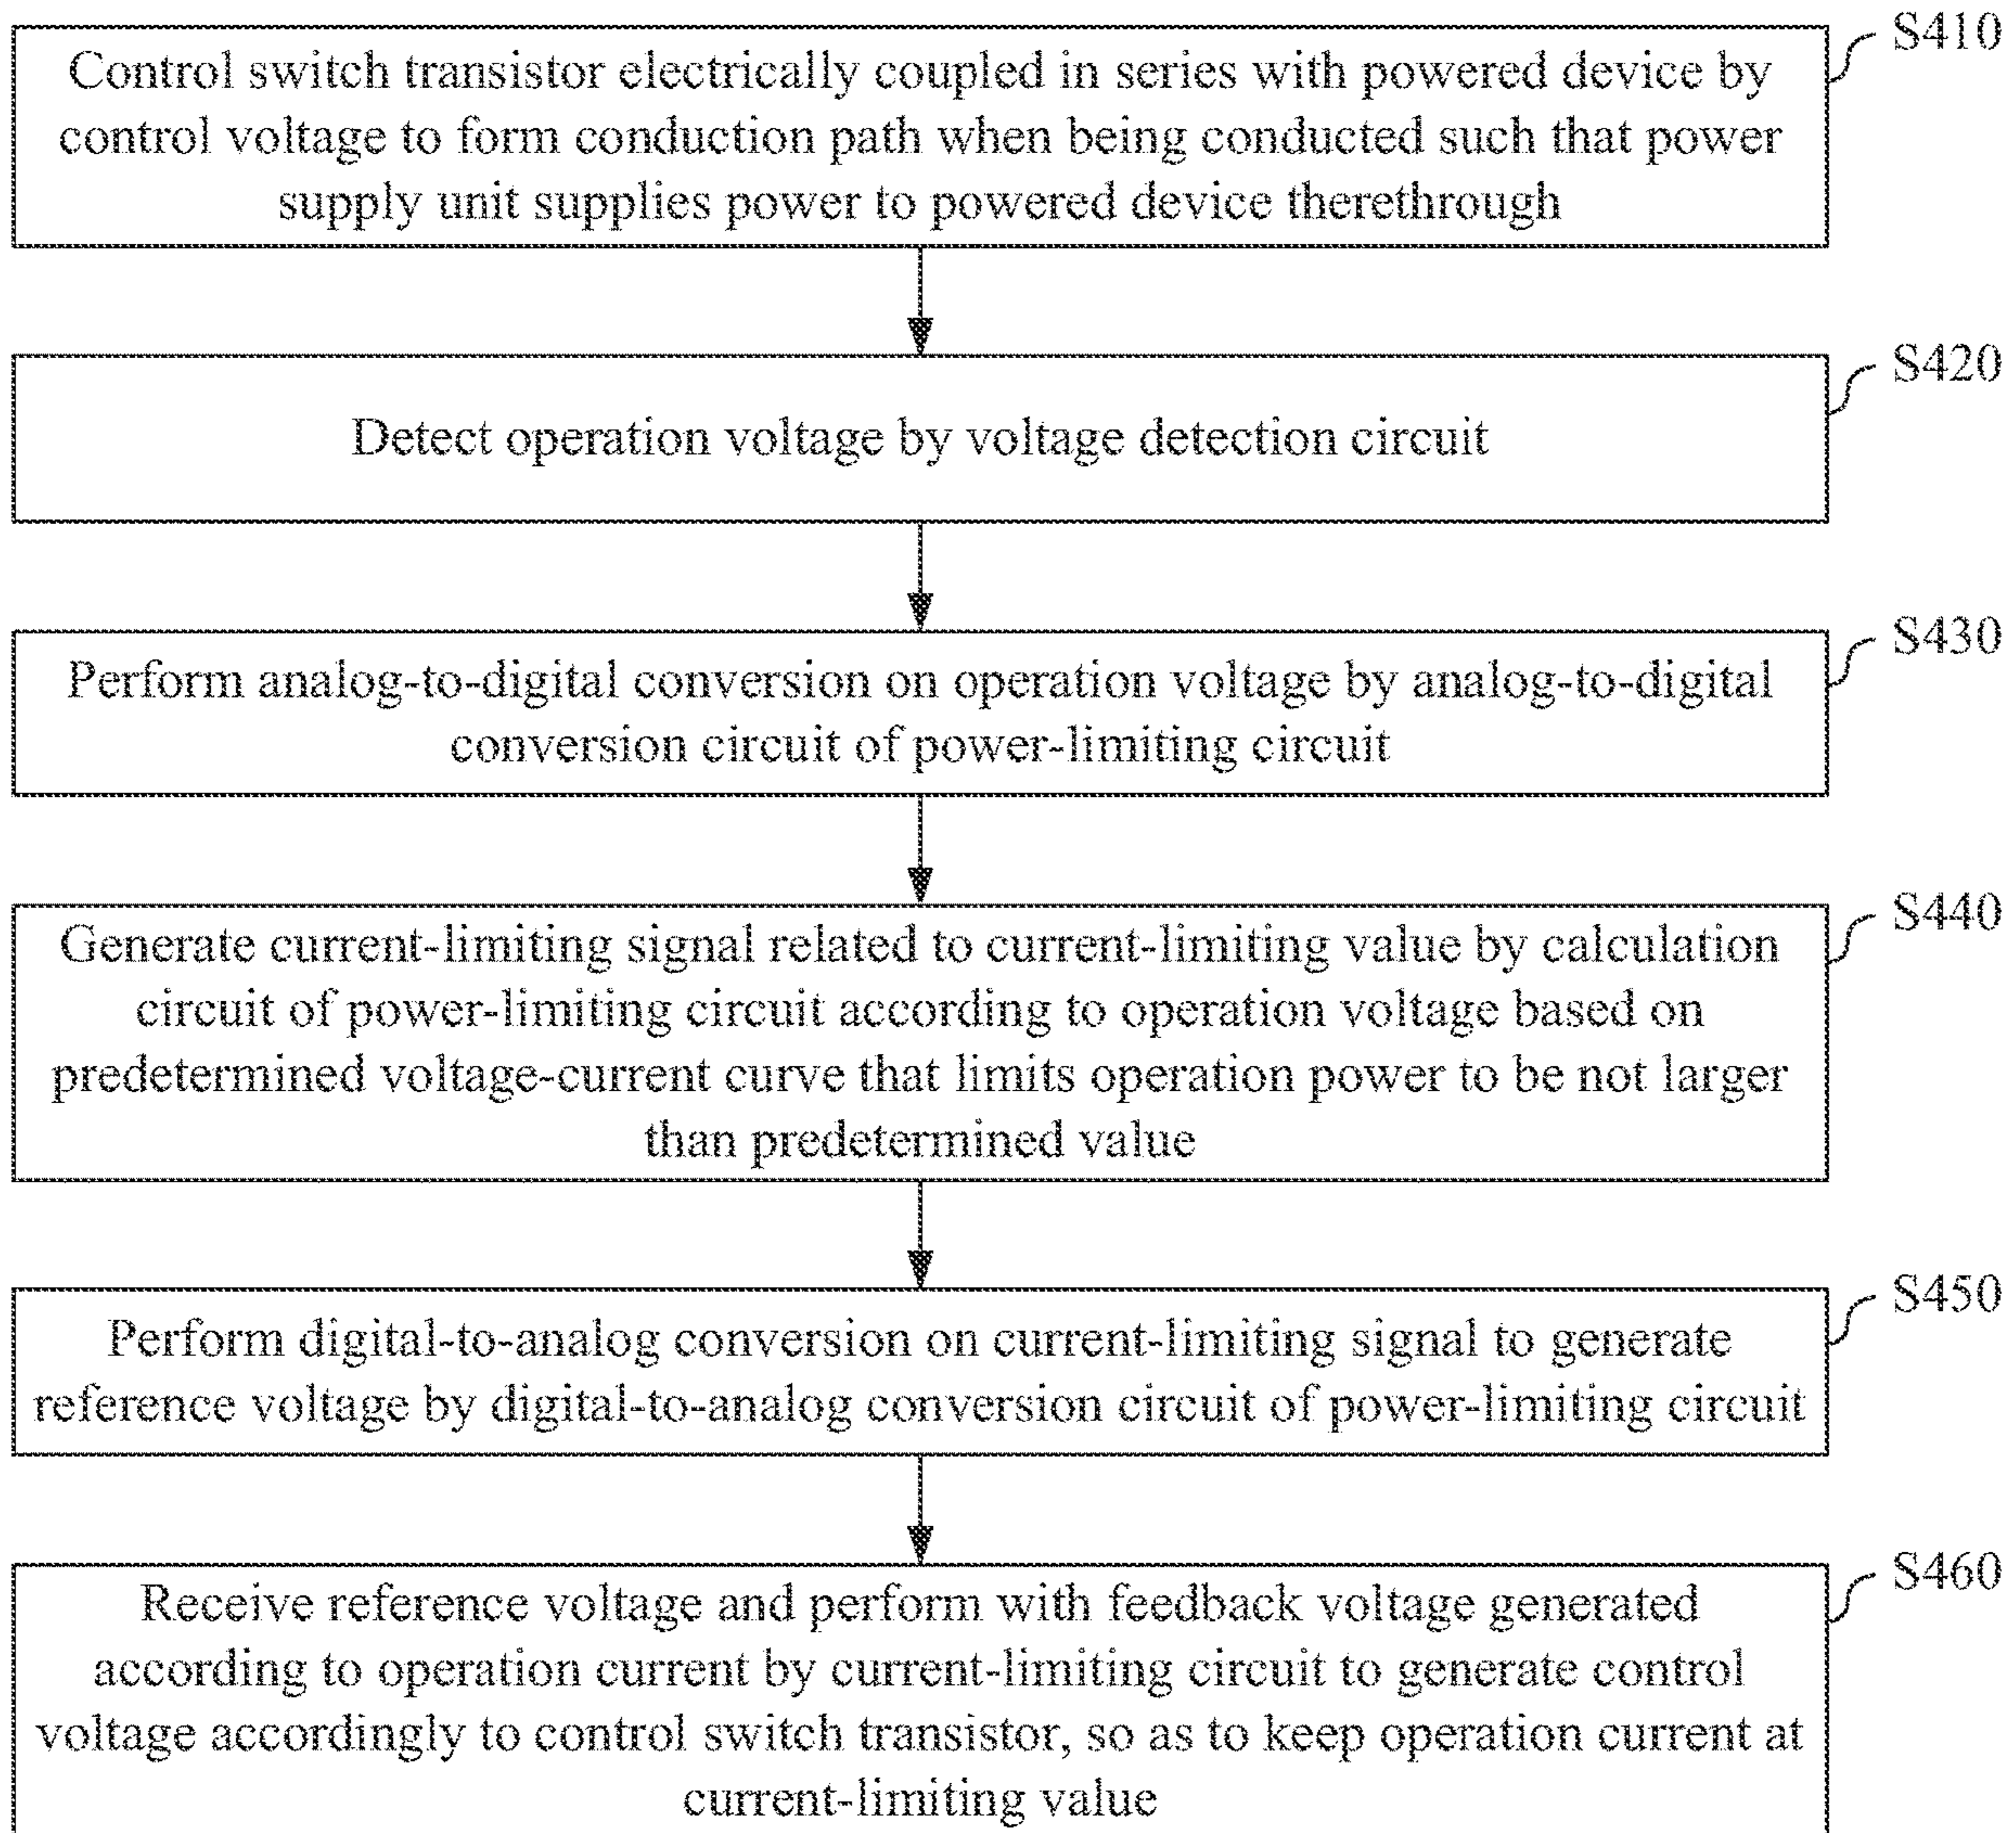 S410
Control switch transistor electrically coupled in series with powered device by
control voltage to form conduction path when being conducted such that power
supply unit supplies power to powered device therethrough
S420
Detect operation voltage by voltage detection circuit
S430
Perform analog-to-digital conversion on operation voltage by analog-to-digital
conversion circuit of power-limiting circuit
S440
Generate current-limiting signal related to current-limiting value by calculation
circuit of power-limiting circuit according to operation voltage based on
predetermined voltage-current curve that limits operation power to be not larger
than predetermined value
S450
Perform digital-to-analog conversion on current-limiting signal to generate
reference voltage by digital-to-analog conversion circuit of power-limiting circuit
S460
Receive reference voltage and perform with feedback voltage generated
according to operation current by current-limiting circuit to generate control
voltage accordingly to control switch transistor, so as to keep operation current at
current-limiting value